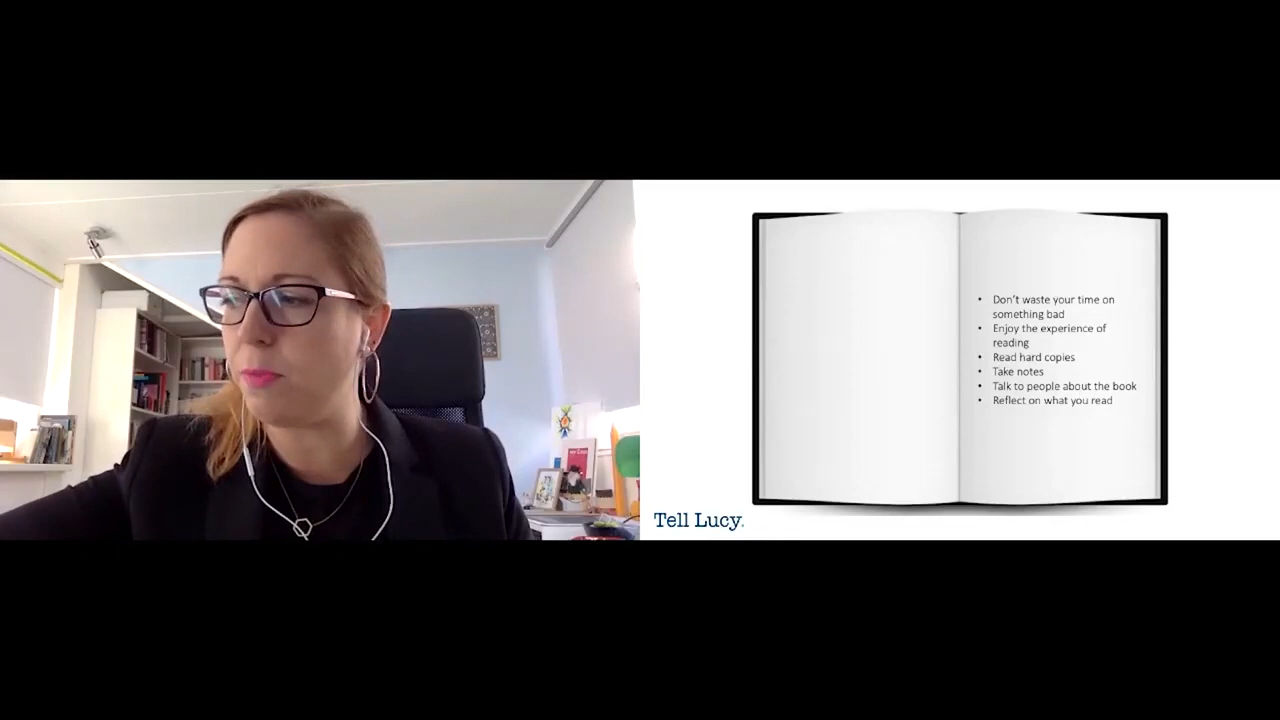 • Don't waste your time on
something bad
• Enjoy the experience of
reading
• Read hard copies
• Take notes
• Talk to people about the book
• Reflect on what you read
Tell Lucy.